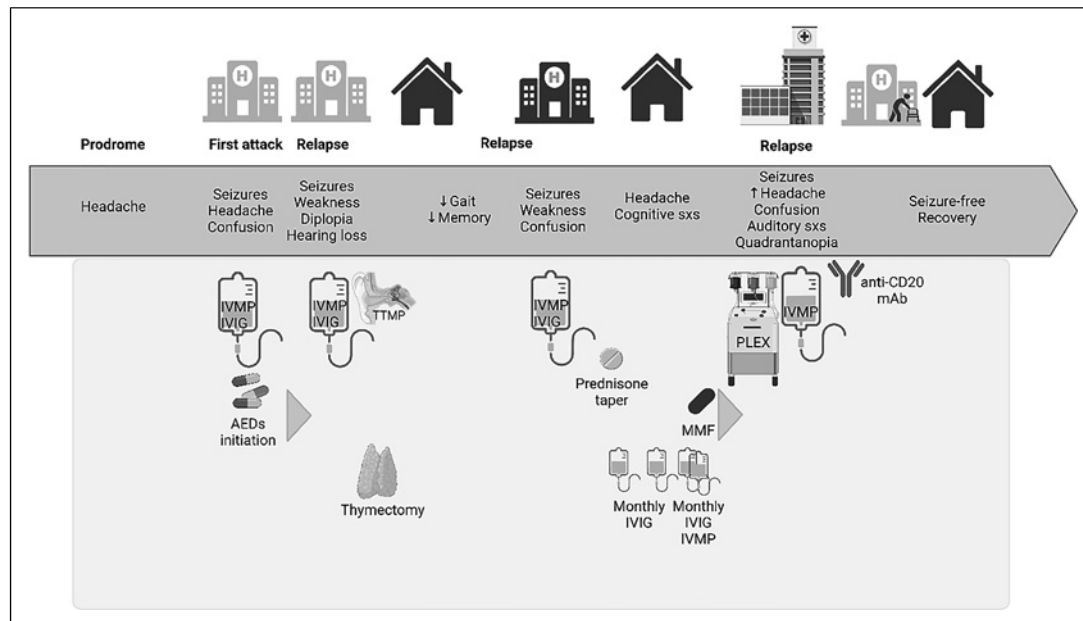 H
H
H
H
Prodrome
First attack
Relapse
Relapse
Relapse
Headache
Seizures
Headache
Confusion
Seizures
Weakness
Diplopia
Hearing loss
↓Gait
↓Memory
Seizures
Weakness
Confusion
Headache
Cognitive sxs
Seizures
↑Headache
Confusion
Auditory sxs
Quadrantanopia
Seizure-free
Recovery
IVMP
IVIG
IVMP
IVIG
TTMP
IVMP
IVIG
PLEX
IVMP
anti-CD20
mAb
AEDs
initiation
Prednisone
taper
MMF
Thymectomy
Monthly
IVIG
Monthly
IVIG
IVMP